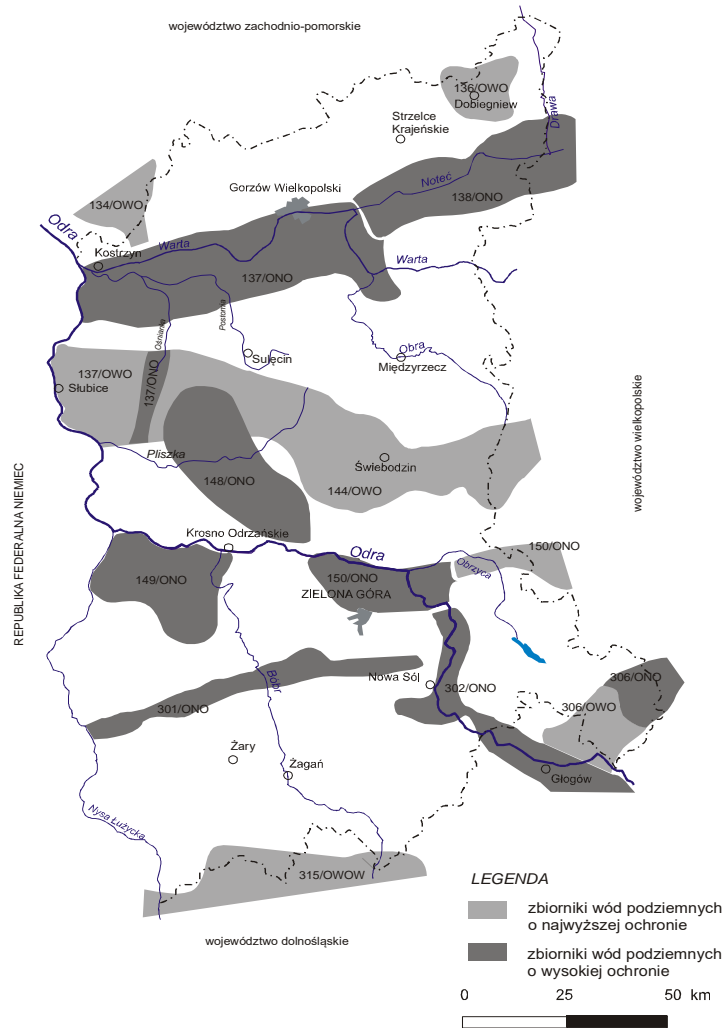 województwo zachodnio-pomorskie
136/OWO
Dobiegniew
Drawa
Strzelce
Krajeńskie
Gorzów Wielkopolski
Noteć
138/ONO
134/OWO
Odra
Kostrzyn
Warta
Warta
137/ONO
Ośnianka
Postomia
Sulęcin
Obra
Międzyrzecz
137/OWO
137/ONO
Słubice
województwo wielkopolskie
Pliszka
Świebodzin
148/ONO
144/OWO
REPUBLIKA FEDERALNA NIEMIEC
Krosno Odrzańskie
Odra
150/ONO
Obrzyca
149/ONO
150/ONO
ZIELONA GÓRA
Bóbr
Nowa Sól
302/ONO
306/ONO
306/OWO
301/ONO
Żary
Żagań
Głogów
Nysa Łużycka
315/OWOW
województwo dolnośląskie
LEGENDA
zbiorniki wód podziemnych
o najwyższej ochronie
zbiorniki wód podziemnych
o wysokiej ochronie
0 25 50 km